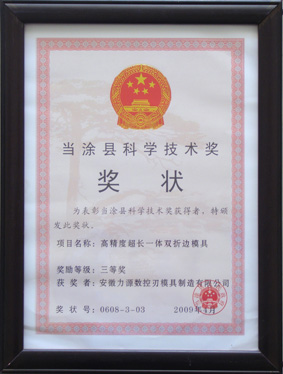 当涂县科学技术奖
奖状
为表彰当涂县科学技术奖获得者，特颁
发此奖状。
项目名称：高精度超长一体双折边模具
奖励等级：三等奖
获奖者：安徽力源数控刃模具制造有限公司
奖状号：0608-3-03 2009年1月